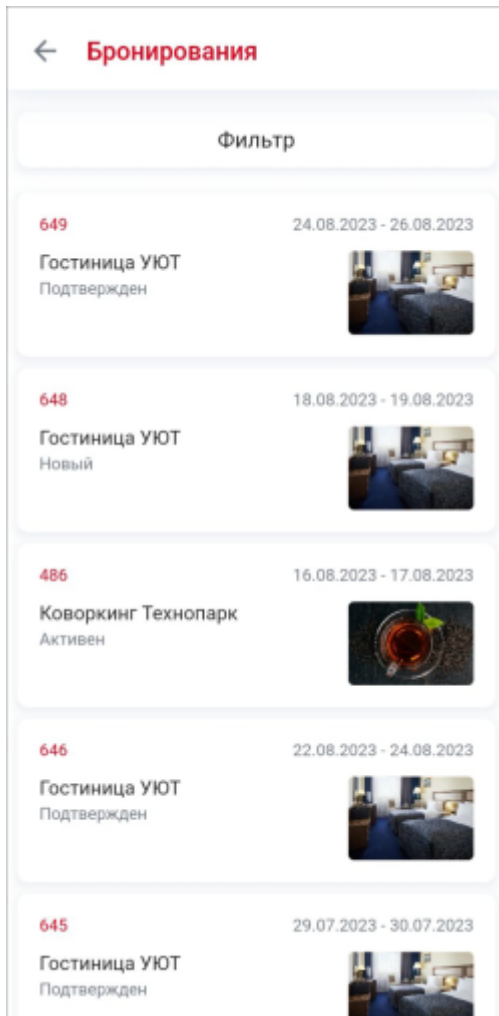 Бронирования
Фильтр
649 24.08.2023 - 26.08.2023
Гостиница УЮТ
Подтвержден
648 18.08.2023 - 19.08.2023
Гостиница УЮТ
Новый
486 16.08.2023 - 17.08.2023
Коворкинг Технопарк
Активен
646 22.08.2023 - 24.08.2023
Гостиница УЮТ
Подтвержден
645 29.07.2023 - 30.07.2023
Гостиница УЮТ
Подтвержден